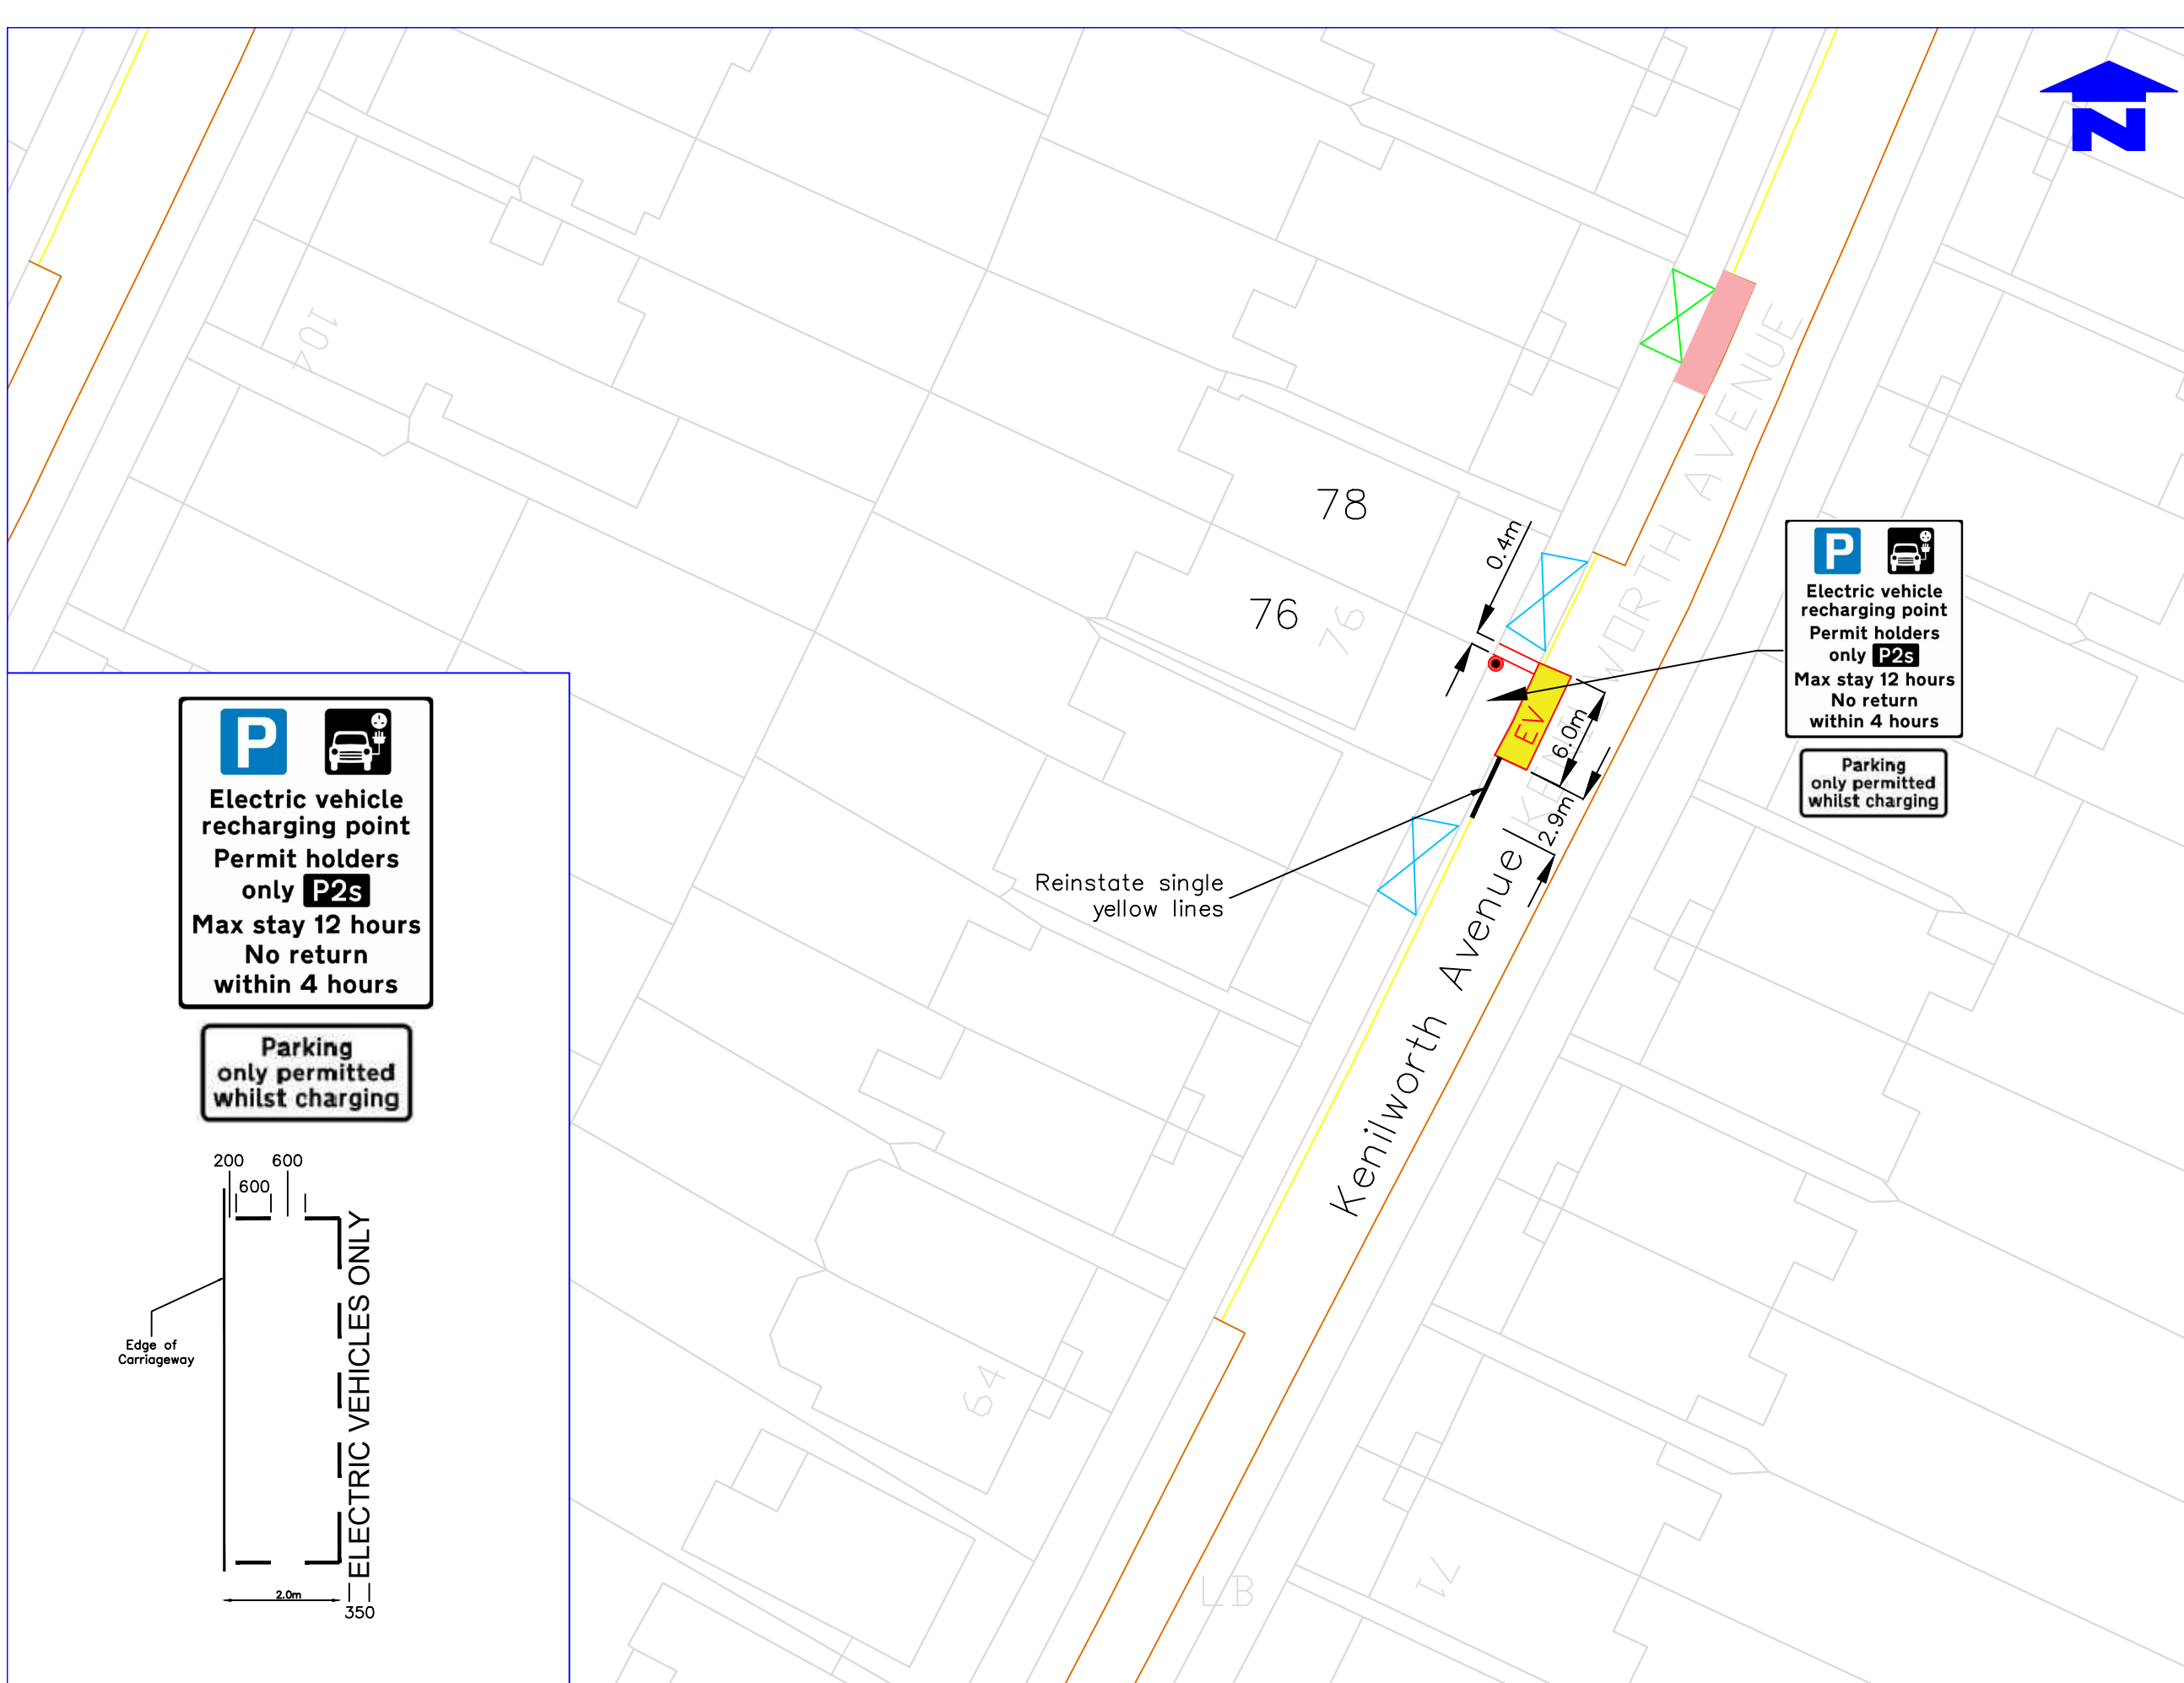 N
101
78
76
76
0.4m
KENILWORTH AVENUE
EV
6.0m
2.9m
P
Electric vehicle
recharging point
Permit holders
only P2s
Max stay 12 hours
No return
within 4 hours
Parking
only permitted
whilst charging
Reinstate single
yellow lines
Kenilworth Avenue
64
71
LB
P
Electric vehicle
recharging point
Permit holders
only P2s
Max stay 12 hours
No return
within 4 hours
Parking
only permitted
whilst charging
200 600
600
ELECTRIC VEHICLES ONLY
Edge of
Carriageway
2.0m
350